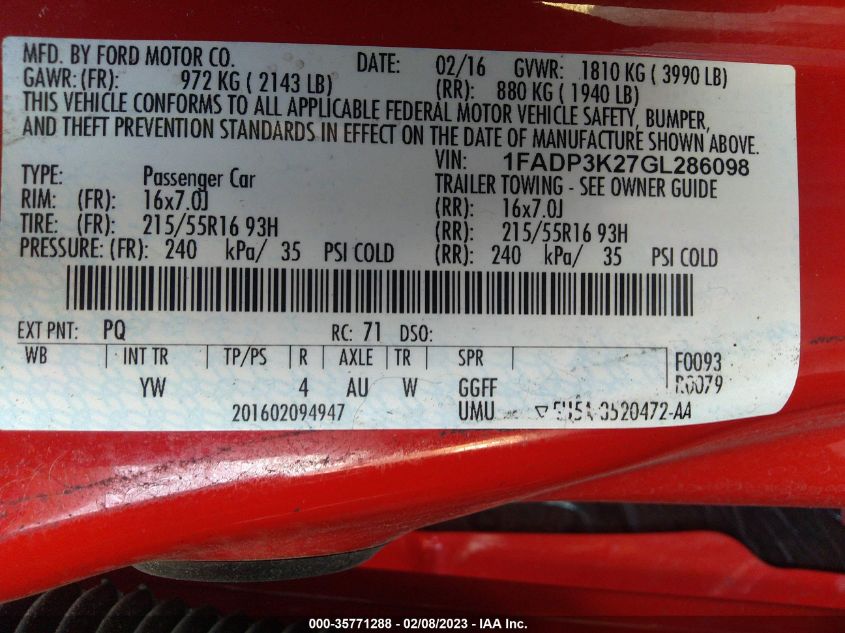 MFD. BY FORD MOTOR CO. DATE: 02/16 GVWR: 1810 KG ( 3990 LB)
GAWR: (FR): 972 KG ( 2143 LB) (RR): 880 KG ( 1940 LB)
THIS VEHICLE CONFORMS TO ALL APPLICABLE FEDERAL MOTOR VEHICLE SAFETY, BUMPER,
AND THEFT PREVENTION STANDARDS IN EFFECT ON THE DATE OF MANUFACTURE SHOWN ABOVE.
VIN: 1FADP3K27GL286098
TYPE: Passenger Car TRAILER TOWING - SEE OWNER GUIDE
RIM: (FR): 16x7.0J (RR): 16x7.0J
TIRE: (FR): 215/55R16 93H (RR): 215/55R16 93H
PRESSURE: (FR): 240 kPa/ 35 PSI COLD (RR): 240 kPa/ 35 PSI COLD
EXT PNT: PQ RC: 71 DSO:
WB INT TR TP/PS R AXLE TR SPR F0093
YW 4 AU W GGFF R0079
201602094947 UMU
000-35771288 — 02/08/2023 — IAA Inc.